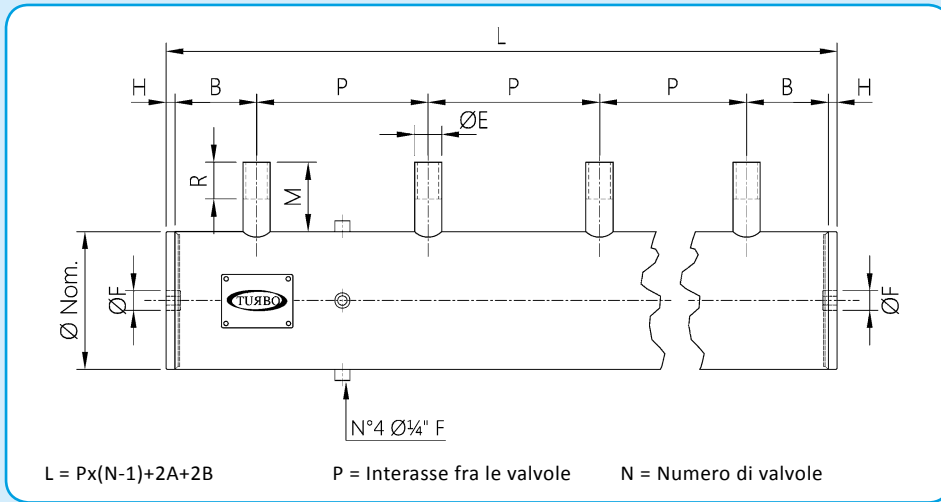 L
H B P P P B H
ØE
R
M
Ø Nom.
ØF
TURBO
ØF
N°4 Ø¼" F
L = Px(N-1)+2A+2B P = Interasse fra le valvole N = Numero di valvole